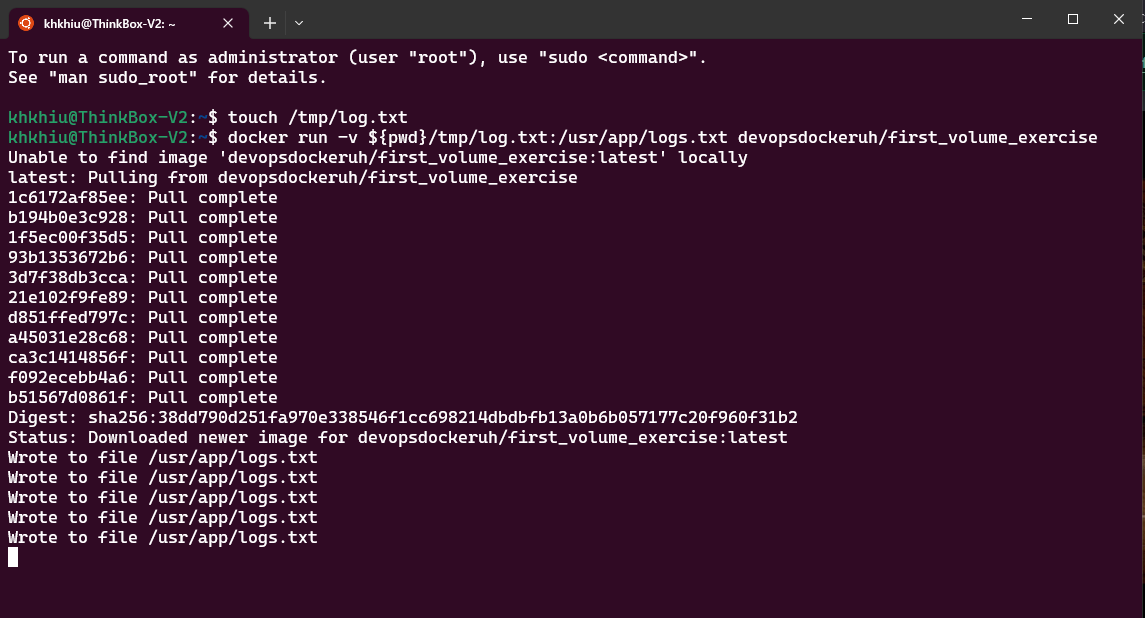 khkhiu@ThinkBox-V2: ~
To run a command as administrator (user "root"), use "sudo <command>".
See "man sudo_root" for details.
khkhiu@ThinkBox-V2:~$ touch /tmp/log.txt
khkhiu@ThinkBox-V2:~$ docker run -v ${pwd}/tmp/log.txt:/usr/app/logs.txt devopsdockeruh/first_volume_exercise
Unable to find image 'devopsdockeruh/first_volume_exercise:latest' locally
latest: Pulling from devopsdockeruh/first_volume_exercise
1c6172af85ee: Pull complete
b194b0e3c928: Pull complete
1f5ec00f35d5: Pull complete
93b1353672b6: Pull complete
3d7f38db3cca: Pull complete
21e102f9fe89: Pull complete
d851ffed797c: Pull complete
a45031e28c68: Pull complete
ca3c1414856f: Pull complete
f092ecebb4a6: Pull complete
b51567d0861f: Pull complete
Digest: sha256:38dd790d251fa970e338546f1cc698214dbdbfb13a0b6b057177c20f960f31b2
Status: Downloaded newer image for devopsdockeruh/first_volume_exercise:latest
Wrote to file /usr/app/logs.txt
Wrote to file /usr/app/logs.txt
Wrote to file /usr/app/logs.txt
Wrote to file /usr/app/logs.txt
Wrote to file /usr/app/logs.txt